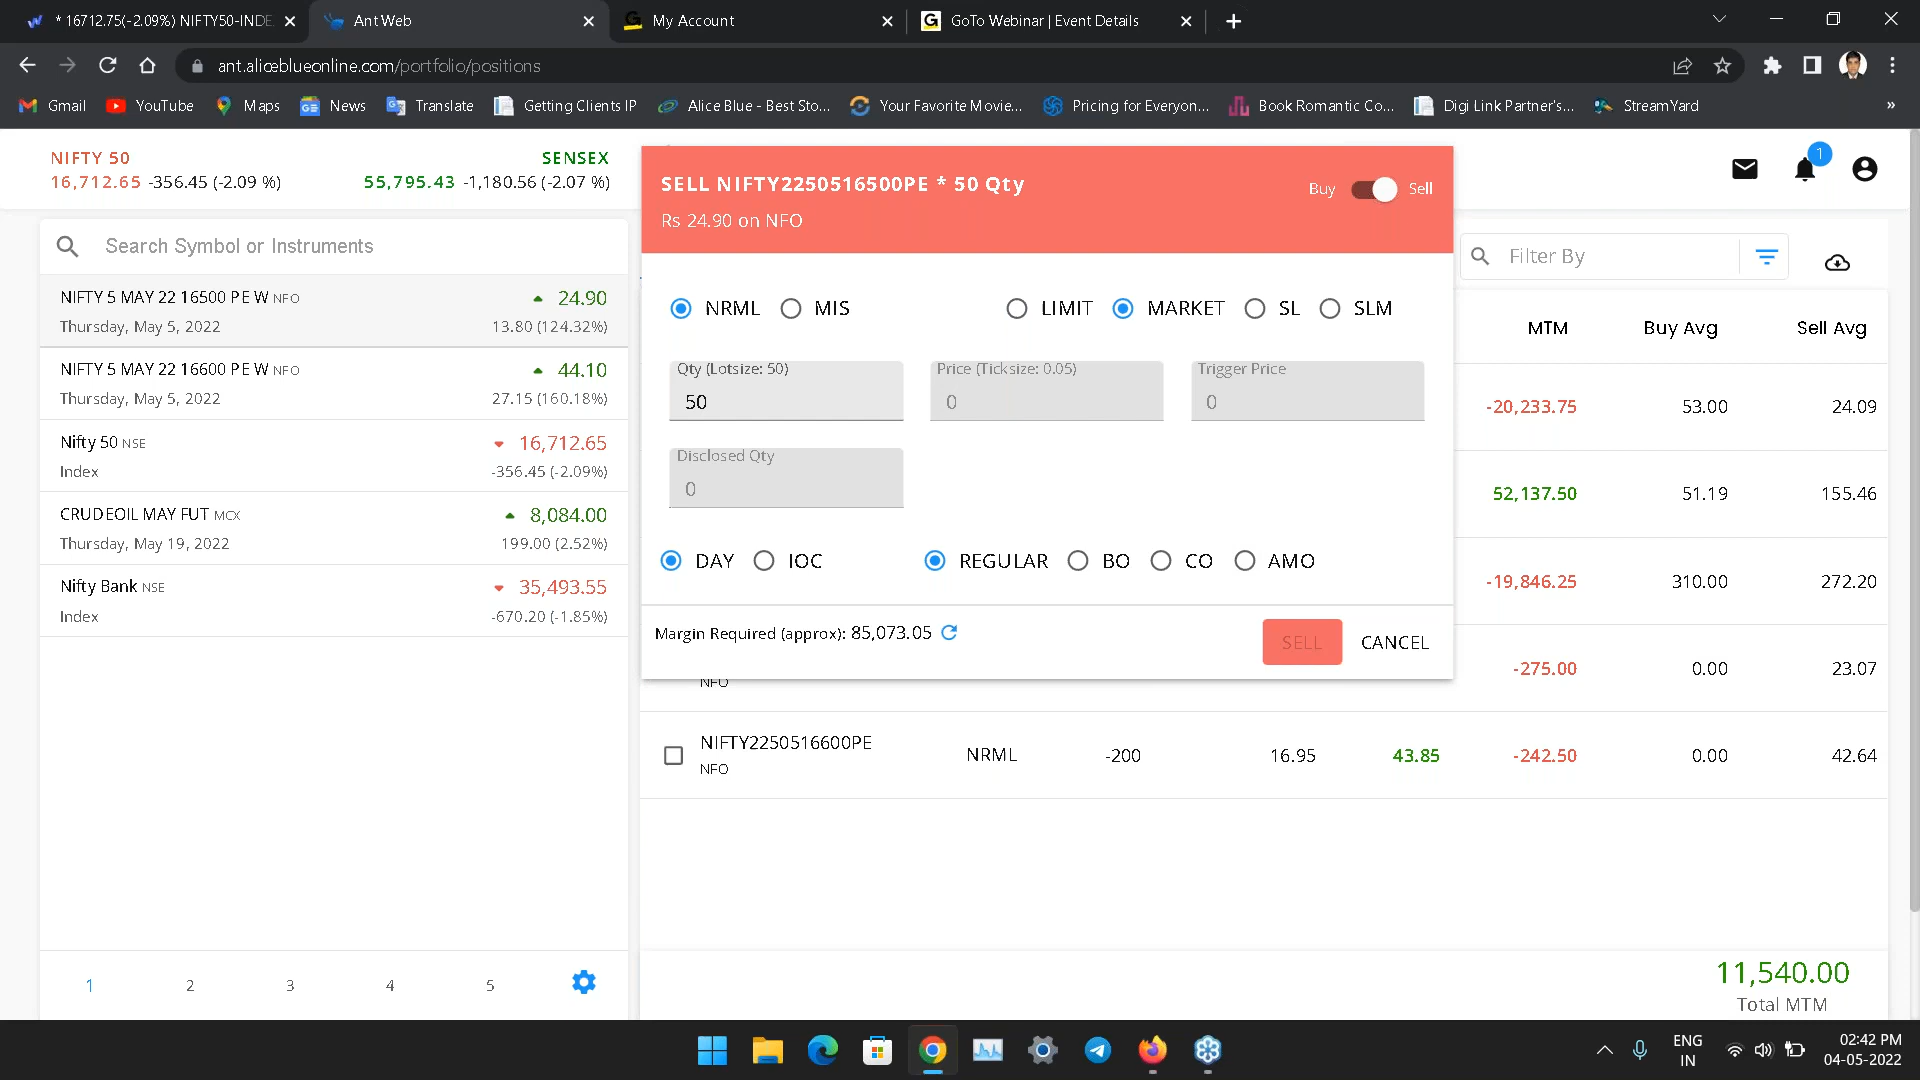 * 16712.75(-2.09%) NIFTY50-INDE
Ant Web
My Account
GoTo Webinar | Event Details
ant.aliceblueonline.com/portfolio/positions
Gmail
YouTube
Maps
News
Translate
Getting Clients IP
Alice Blue - Best Sto...
Your Favorite Movie...
Pricing for Everyon...
Book Romantic Co...
Digi Link Partner's...
StreamYard
»
NIFTY 50
16,712.65 -356.45 (-2.09 %)
SENSEX
55,795.43 -1,180.56 (-2.07 %)
1
Search Symbol or Instruments
NIFTY 5 MAY 22 16500 PE W NFO
24.90
Thursday, May 5, 2022
13.80 (124.32%)
NIFTY 5 MAY 22 16600 PE W NFO
44.10
Thursday, May 5, 2022
27.15 (160.18%)
Nifty 50 NSE
16,712.65
Index
-356.45 (-2.09%)
CRUDEOIL MAY FUT MCX
8,084.00
Thursday, May 19, 2022
199.00 (2.52%)
Nifty Bank NSE
35,493.55
Index
-670.20 (-1.85%)
1 2 3 4 5
SELL NIFTY2250516500PE * 50 Qty
Rs 24.90 on NFO
Buy
Sell
NRML
MIS
LIMIT
MARKET
SL
SLM
Qty (Lotsize: 50)
50
Price (Ticksize: 0.05)
0
Trigger Price
0
Disclosed Qty
0
DAY
IOC
REGULAR
BO
CO
AMO
Margin Required (approx): 85,073.05
SELL
CANCEL
Filter By
MTM Buy Avg Sell Avg
-20,233.75 53.00 24.09
52,137.50 51.19 155.46
-19,846.25 310.00 272.20
NFO
-275.00 0.00 23.07
NIFTY2250516600PE
NFO
NRML -200 16.95 43.85 -242.50 0.00 42.64
11,540.00
Total MTM
ENG
IN
02:42 PM
04-05-2022